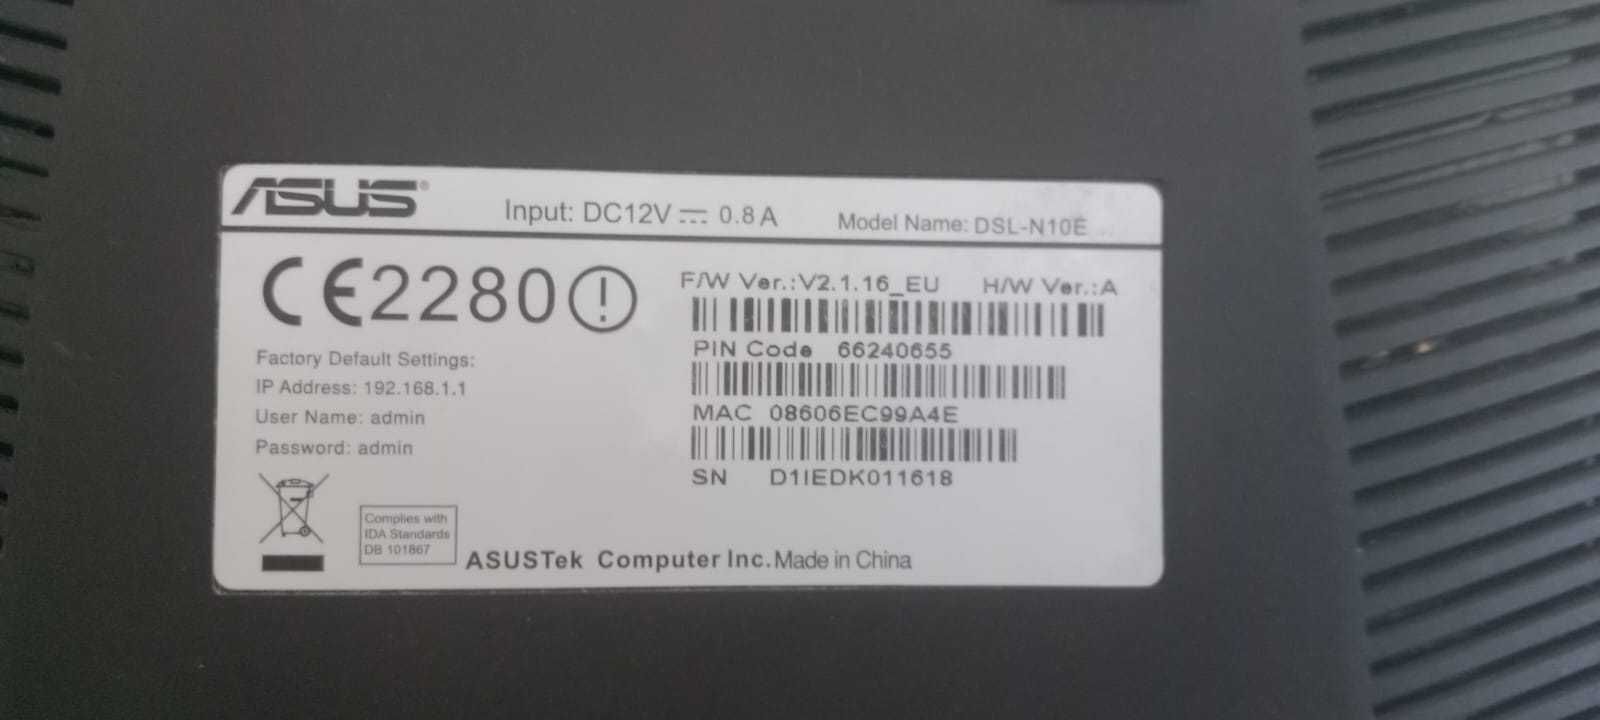 ASUS®
Input: DC12V ⎓ 0.8 A
Model Name: DSL-N10E
CE2280
F/W Ver.:V2.1.16_EU H/W Ver.:A
PIN Code 66240655
MAC 08606EC99A4E
SN D1IEDK011618
Factory Default Settings:
IP Address: 192.168.1.1
User Name: admin
Password: admin
Complies with
IDA Standards
DB 101867
ASUSTek Computer Inc. Made in China